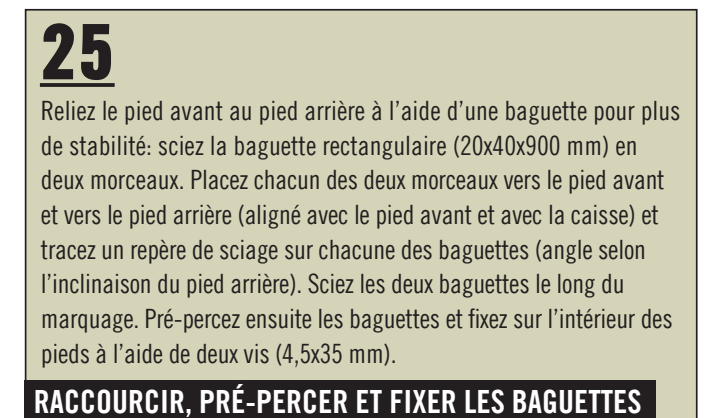 25
Reliez le pied avant au pied arrière à l’aide d’une baguette pour plus
de stabilité: sciez la baguette rectangulaire (20x40x900 mm) en
deux morceaux. Placez chacun des deux morceaux vers le pied avant
et vers le pied arrière (aligné avec le pied avant et avec la caisse) et
tracez un repère de sciage sur chacune des baguettes (angle selon
l’inclinaison du pied arrière). Sciez les deux baguettes le long du
marquage. Pré-percez ensuite les baguettes et fixez sur l’intérieur des
pieds à l’aide de deux vis (4,5x35 mm).
RACCOURCIR, PRÉ-PERCER ET FIXER LES BAGUETTES